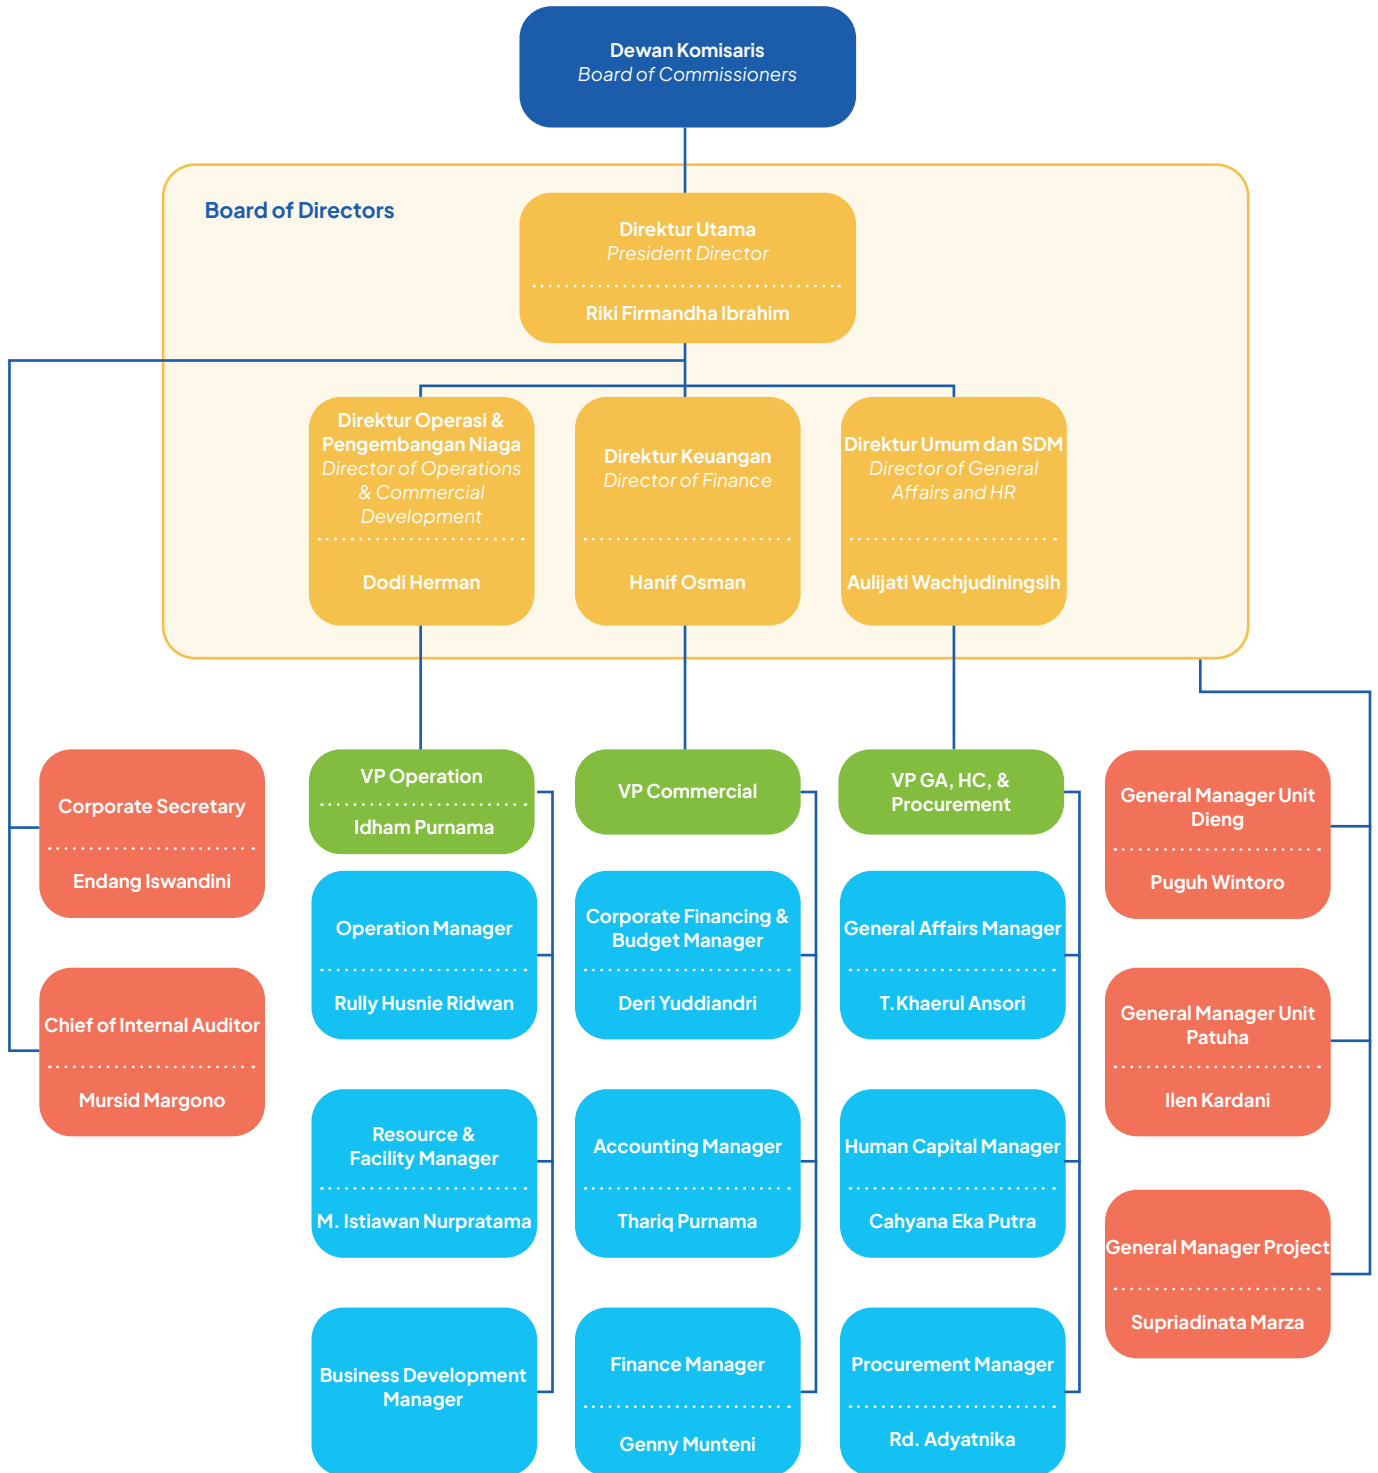 Dewan Komisaris
Board of Commissioners
Board of Directors
Direktur Utama
President Director
Riki Firmandha Ibrahim
Direktur Operasi &
Pengembangan Niaga
Director of Operations
& Commercial
Development
Dodi Herman
Direktur Keuangan
Director of Finance
Hanif Osman
Direktur Umum dan SDM
Director of General
Affairs and HR
Aulijati Wachjudiningsih
Corporate Secretary
Endang Iswandini
Chief of Internal Auditor
Mursid Margono
VP Operation
Idham Purnama
Operation Manager
Rully Husnie Ridwan
Resource &
Facility Manager
M. Istiawan Nurpratama
Business Development
Manager
VP Commercial
Corporate Financing &
Budget Manager
Deri Yuddiandri
Accounting Manager
Thariq Purnama
Finance Manager
Genny Munteni
VP GA, HC, &
Procurement
General Affairs Manager
T.Khaerul Ansori
Human Capital Manager
Cahyana Eka Putra
Procurement Manager
Rd. Adyatnika
General Manager Unit
Dieng
Puguh Wintoro
General Manager Unit
Patuha
Ilen Kardani
General Manager Project
Supriadinata Marza